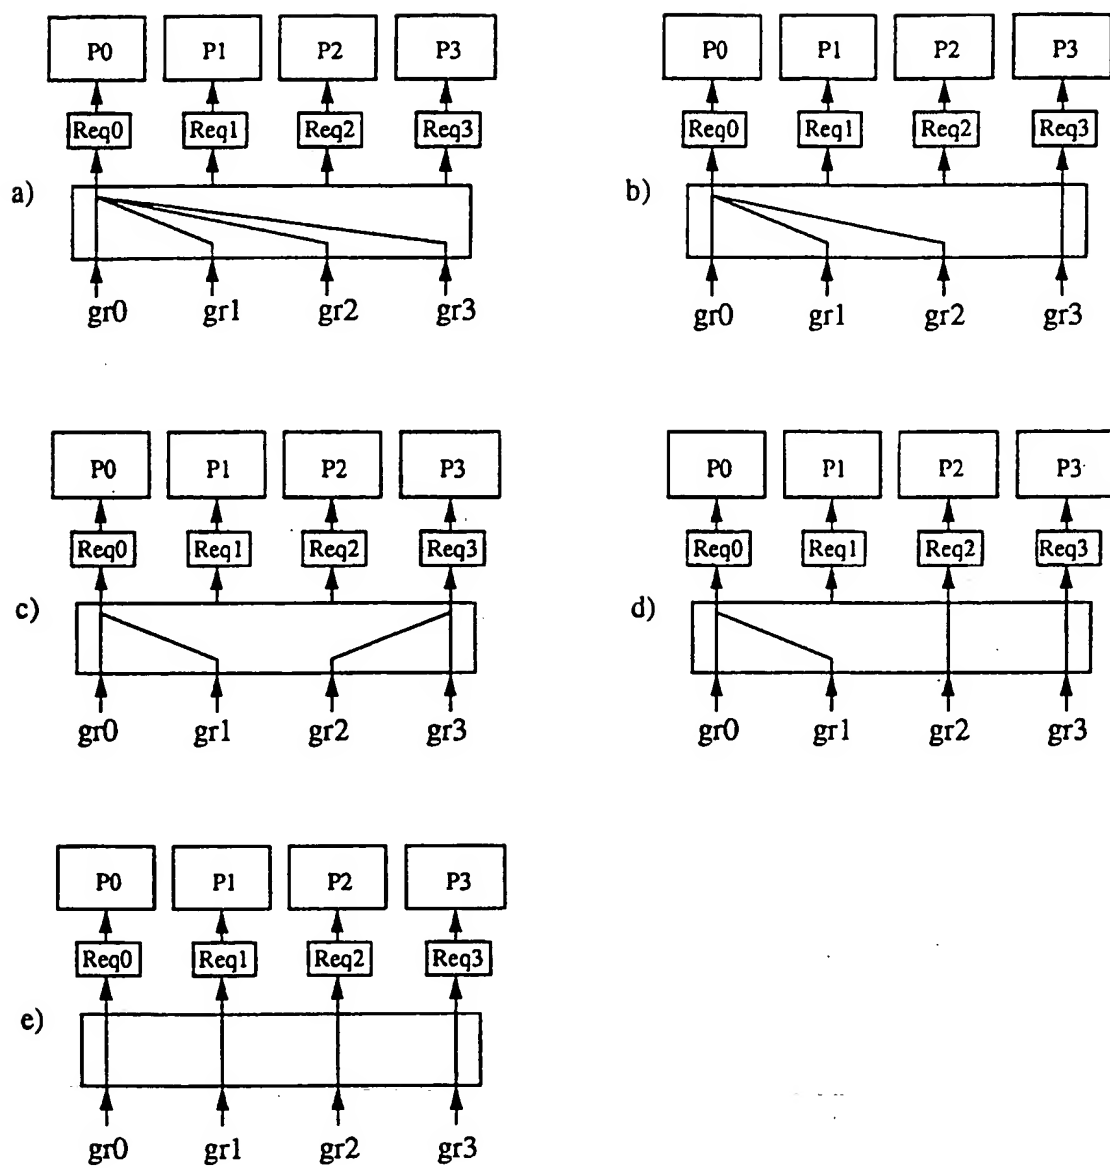 P0 P1 P2 P3
Req0 Req1 Req2 Req3
a)
gr0 gr1 gr2 gr3
P0 P1 P2 P3
Req0 Req1 Req2 Req3
b)
gr0 gr1 gr2 gr3
P0 P1 P2 P3
Req0 Req1 Req2 Req3
c)
gr0 gr1 gr2 gr3
P0 P1 P2 P3
Req0 Req1 Req2 Req3
d)
gr0 gr1 gr2 gr3
P0 P1 P2 P3
Req0 Req1 Req2 Req3
e)
gr0 gr1 gr2 gr3